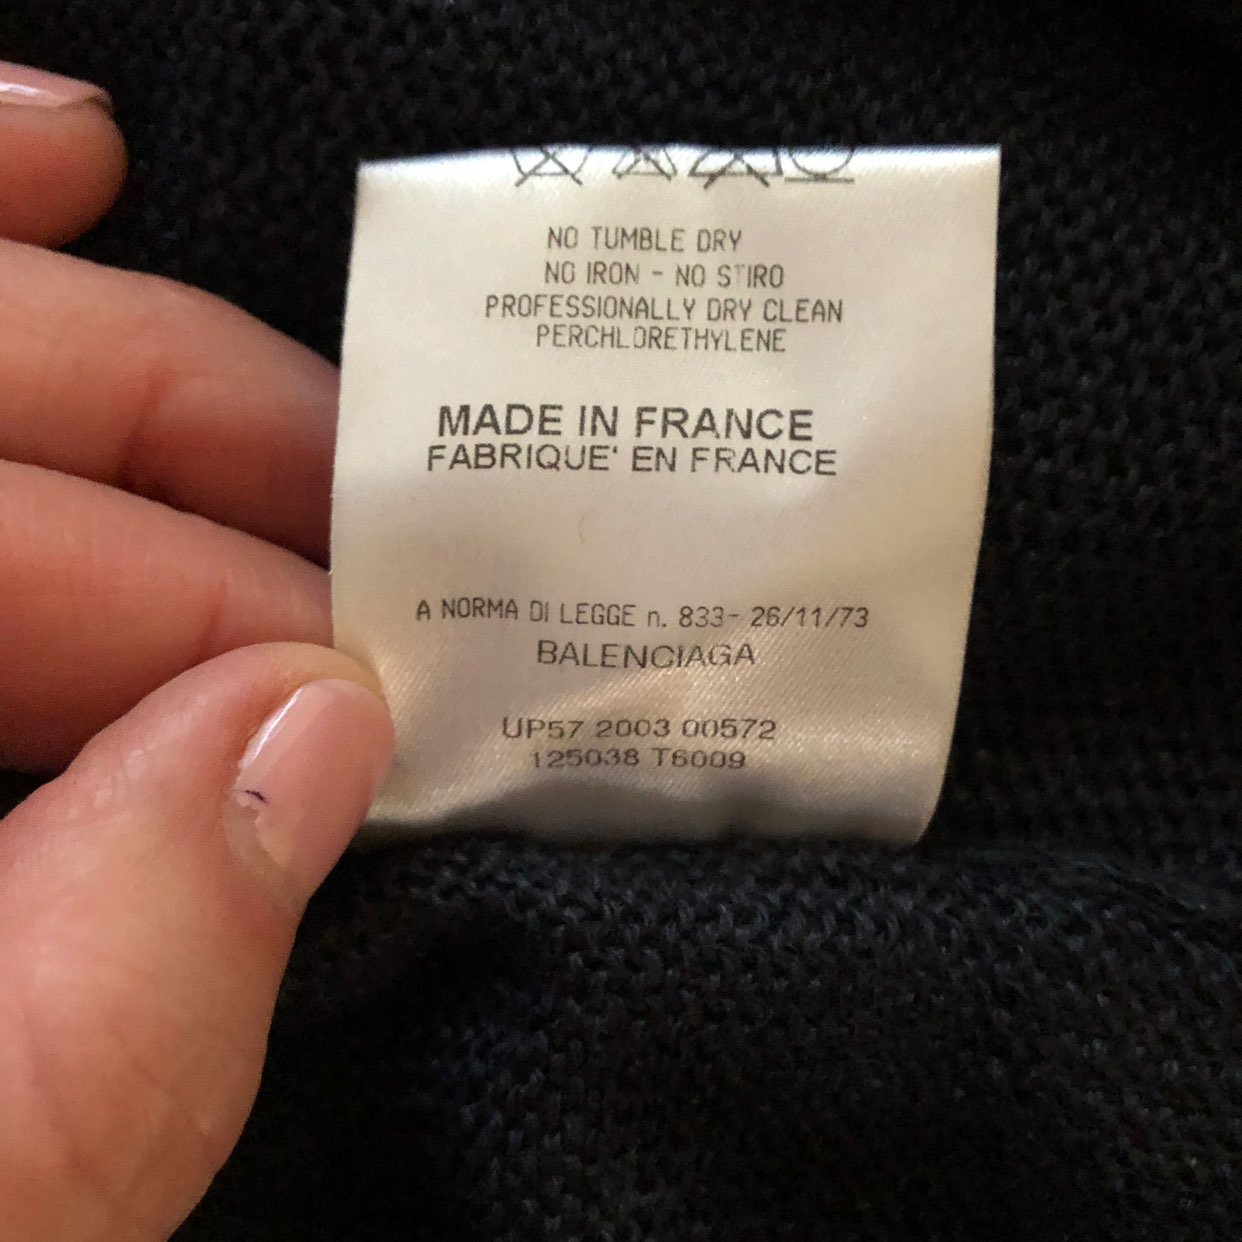 NO TUMBLE DRY
NO IRON - NO STIRO
PROFESSIONALLY DRY CLEAN
PERCHLORETHYLENE
MADE IN FRANCE
FABRIQUE' EN FRANCE
A NORMA DI LEGGE n. 833- 26/11/73
BALENCIAGA
UP57 2003 00572
125038 T6009